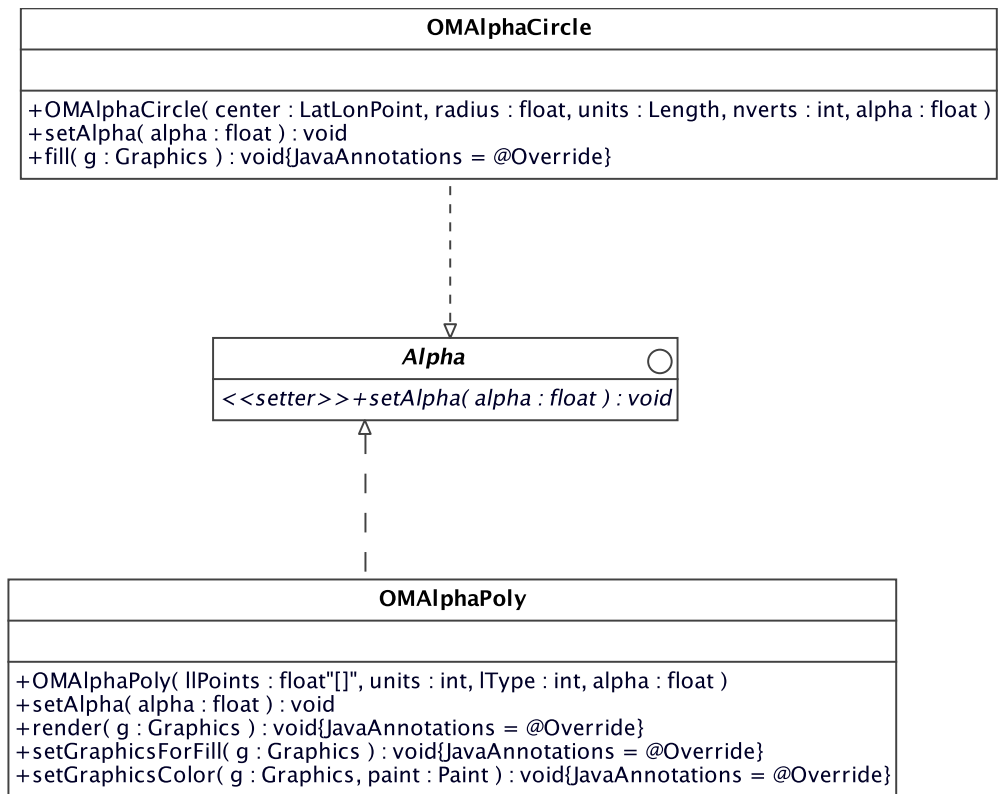 OMAlphaCircle
+OMAlphaCircle( center : LatLonPoint, radius : float, units : Length, nverts : int, alpha : float )
+setAlpha( alpha : float ) : void
+fill( g : Graphics ) : void{JavaAnnotations = @Override}
Alpha
<<setter>>+setAlpha( alpha : float ) : void
OMAlphaPoly
+OMAlphaPoly( llPoints : float"[]", units : int, lType : int, alpha : float )
+setAlpha( alpha : float ) : void
+render( g : Graphics ) : void{JavaAnnotations = @Override}
+setGraphicsForFill( g : Graphics ) : void{JavaAnnotations = @Override}
+setGraphicsColor( g : Graphics, paint : Paint ) : void{JavaAnnotations = @Override}